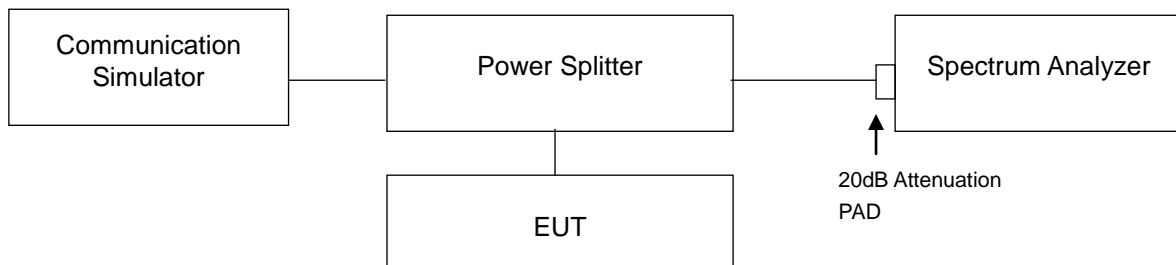 Communication
Simulator
Power Splitter
Spectrum Analyzer
20dB Attenuation
PAD
EUT